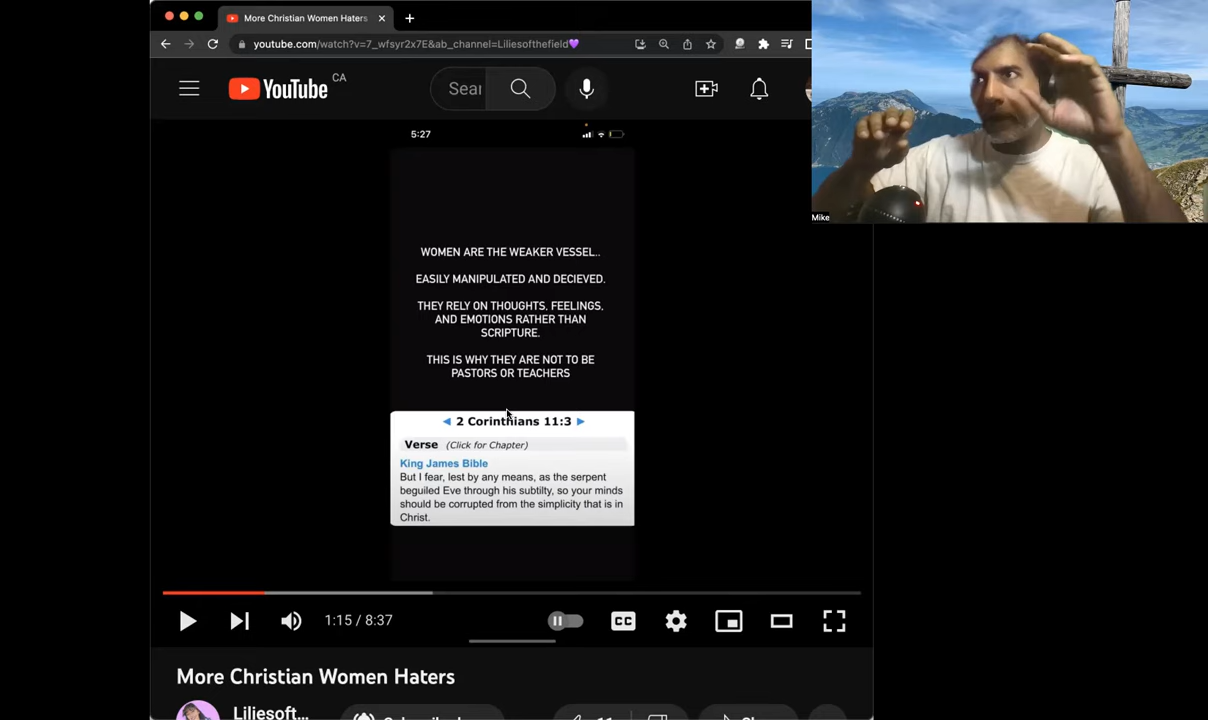 More Christian Women Haters
youtube.com/watch?v=7_wfsyr2x7E&ab_channel=Liliesofthefield💜
YouTube
CA
Sear
5:27
WOMEN ARE THE WEAKER VESSEL..
EASILY MANIPULATED AND DECIEVED.
THEY RELY ON THOUGHTS, FEELINGS,
AND EMOTIONS RATHER THAN
SCRIPTURE.
THIS IS WHY THEY ARE NOT TO BE
PASTORS OR TEACHERS
2 Corinthians 11:3
Verse (Click for Chapter)
King James Bible
But I fear, lest by any means, as the serpent
beguiled Eve through his subtilty, so your minds
should be corrupted from the simplicity that is in
Christ.
Mike
1:15 / 8:37
CC
More Christian Women Haters
Liliesoft...